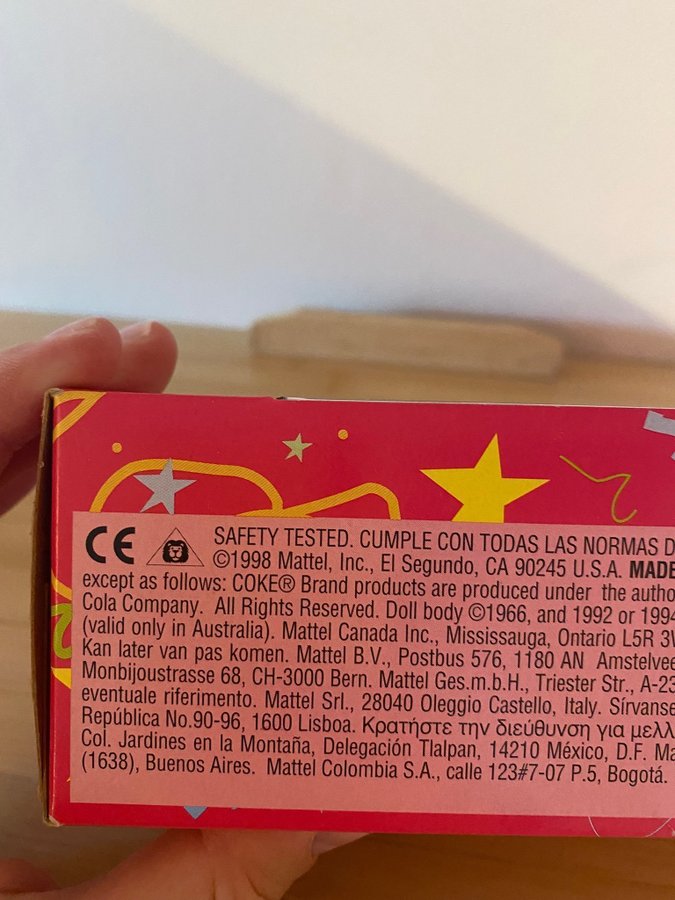 CE SAFETY TESTED. CUMPLE CON TODAS LAS NORMAS
©1998 Mattel, Inc., El Segundo, CA 90245 U.S.A. MADE
except as follows: COKE® Brand products are produced under the
Cola Company. All Rights Reserved. Doll body ©1966, and 1992 or 1994
(valid only in Australia). Mattel Canada Inc., Mississauga, Ontario L5R
Kan later van pas komen. Mattel B.V., Postbus 576, 1180 AN
Monbijoustrasse 68, CH-3000 Bern. Mattel Ges.m.b.H., Triester Str.,
eventuale riferimento. Mattel Srl., 28040 Oleggio Castello, Italy.
República No.90-96, 1600 Lisboa. Κρατήστε την διεύθυνση για
Col. Jardines en la Montaña, Delegación Tlalpan, 14210 México, D.F.
(1638), Buenos Aires. Mattel Colombia S.A., calle 123#7-07 P.5, Bogotá.